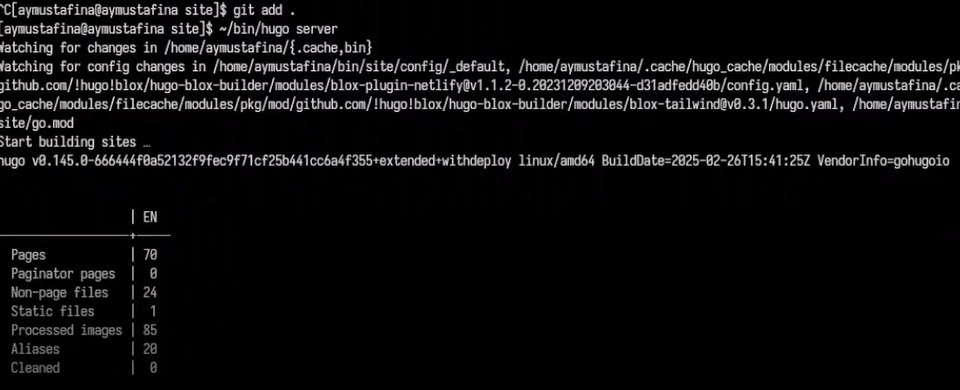 ^C[aymustafina@aymustafina site]$ git add .
[aymustafina@aymustafina site]$ ~/bin/hugo server
Watching for changes in /home/aymustafina/{.cache,bin}
Watching for config changes in /home/aymustafina/bin/site/config/_default, /home/aymustafina/.cache/hugo_cache/modules/filecache/modules/pk
github.com/!hugo!blox/hugo-blox-builder/modules/blox-plugin-netlify@v1.1.2-0.20231209203044-d31adfedd40b/config.yaml, /home/aymustafina/.ca
go_cache/modules/filecache/modules/pkg/mod/github.com/!hugo!blox/hugo-blox-builder/modules/blox-tailwind@v0.3.1/hugo.yaml, /home/aymustafin
site/go.mod
Start building sites …
hugo v0.145.0-666444f0a52132f9fec9f71cf25b441cc6a4f355+extended+withdeploy linux/amd64 BuildDate=2025-02-26T15:41:25Z VendorInfo=gohugoio
| EN
Pages | 70
Paginator pages | 0
Non-page files | 24
Static files | 1
Processed images | 85
Aliases | 20
Cleaned | 0